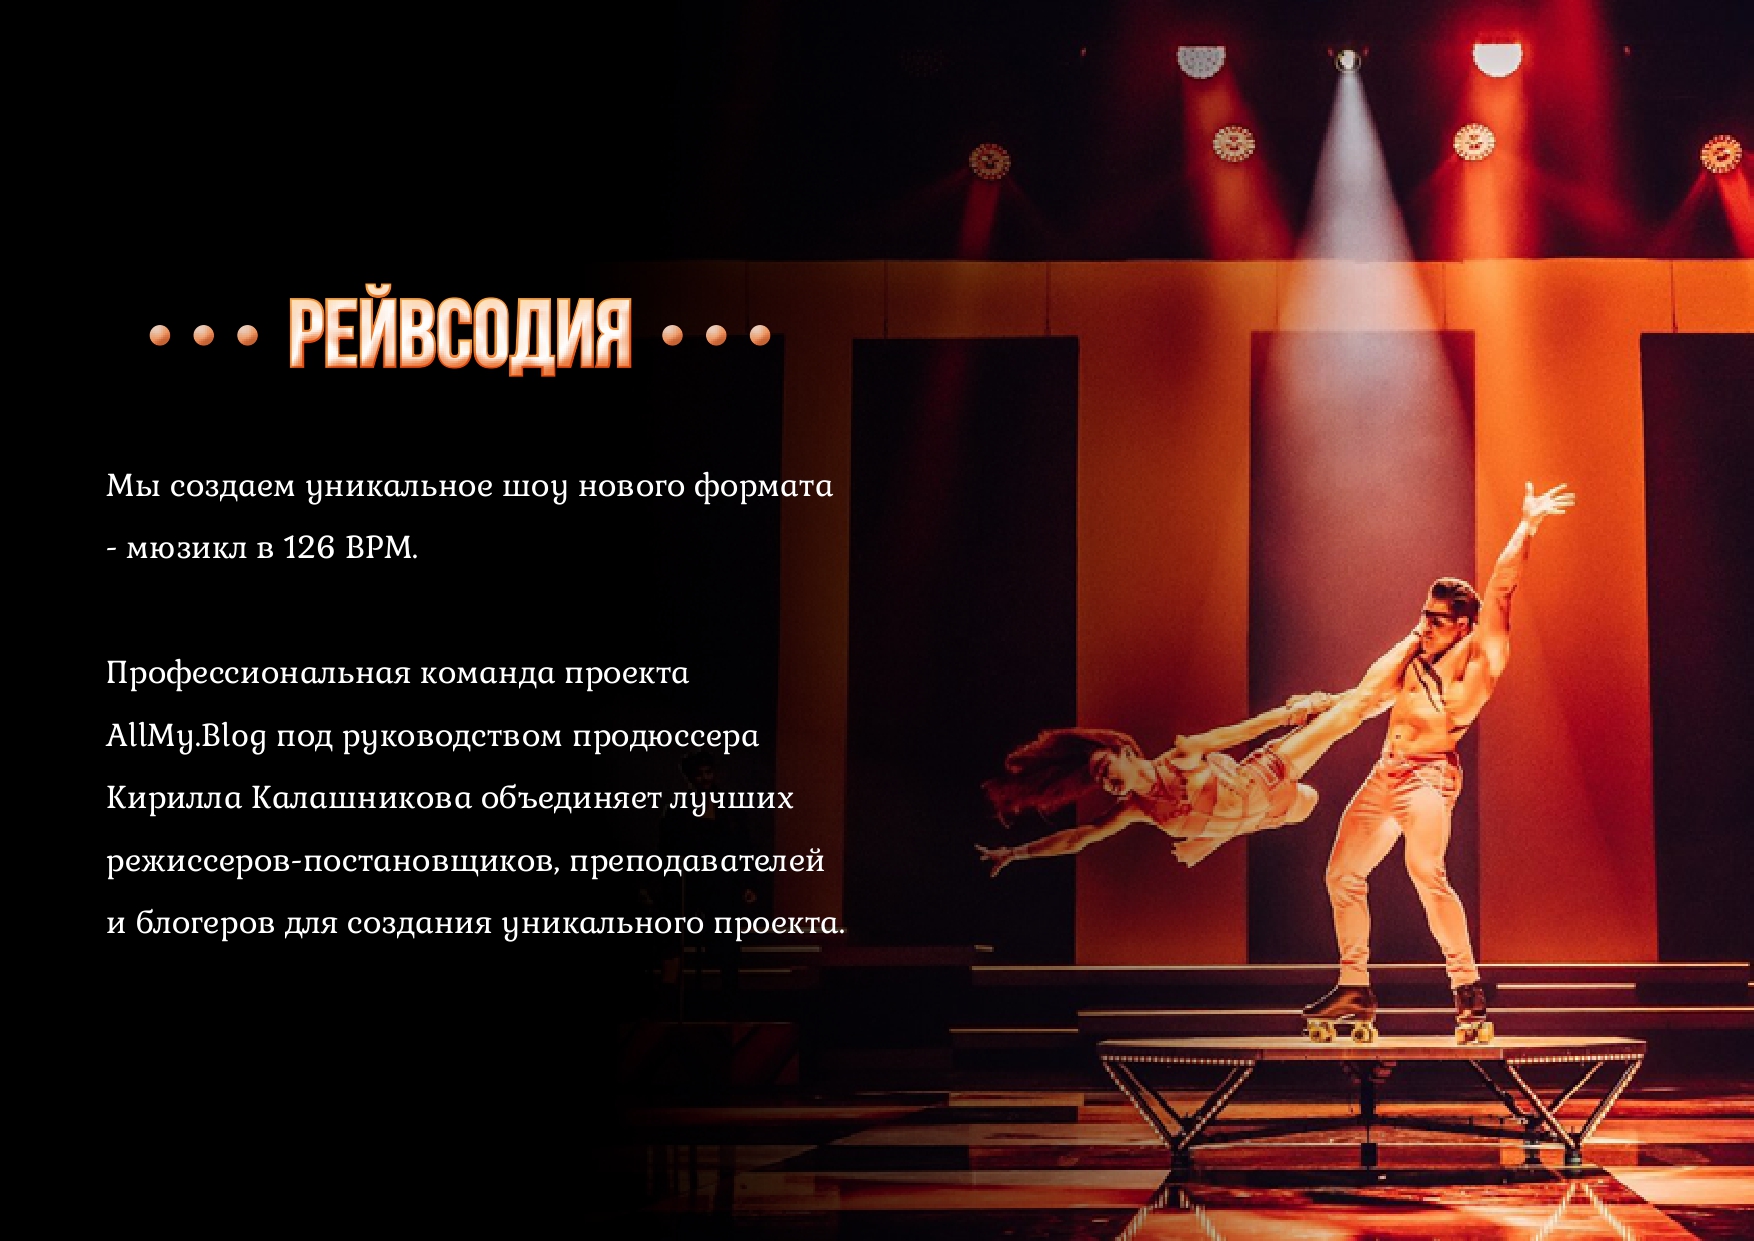 РЕЙВСОДИЯ
Мы создаем уникальное шоу нового формата
- мюзикл в 126 BPM.
Профессиональная команда проекта
AllMy.Blog под руководством продюссера
Кирилла Калашникова объединяет лучших
режиссеров-постановщиков, преподавателей
и блогеров для создания уникального проекта.